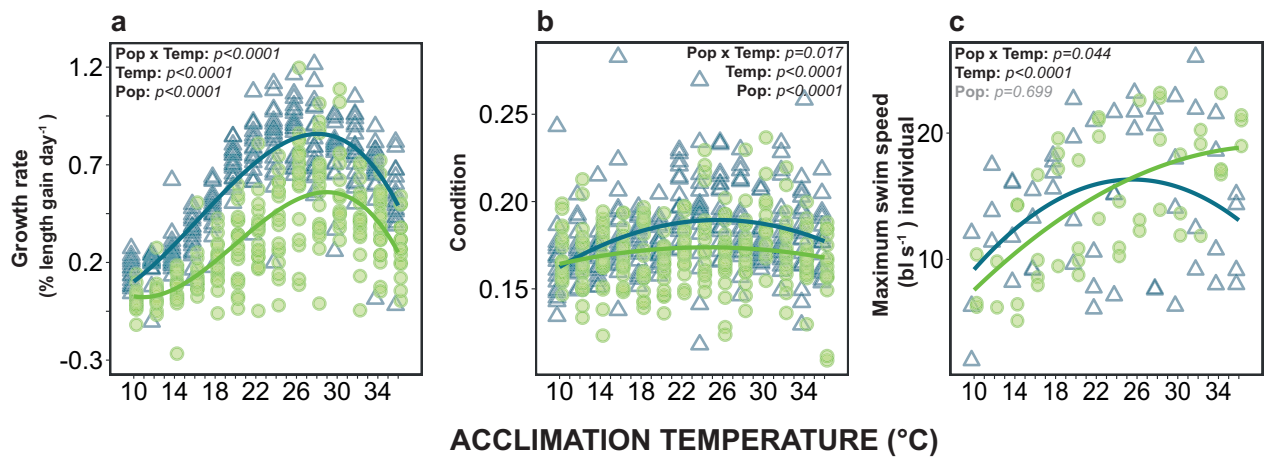 a
Pop x Temp: p<0.0001
Temp: p<0.0001
Pop: p<0.0001
Growth rate
(% length gain day⁻¹)
1.2
0.7
0.2
-0.3
10 14 18 22 26 30 34
b
Pop x Temp: p=0.017
Temp: p<0.0001
Pop: p<0.0001
Condition
0.25
0.20
0.15
10 14 18 22 26 30 34
c
Pop x Temp: p=0.044
Temp: p<0.0001
Pop: p=0.699
Maximum swim speed
(bl s⁻¹) individual
20
10
10 14 18 22 26 30 34
ACCLIMATION TEMPERATURE (°C)